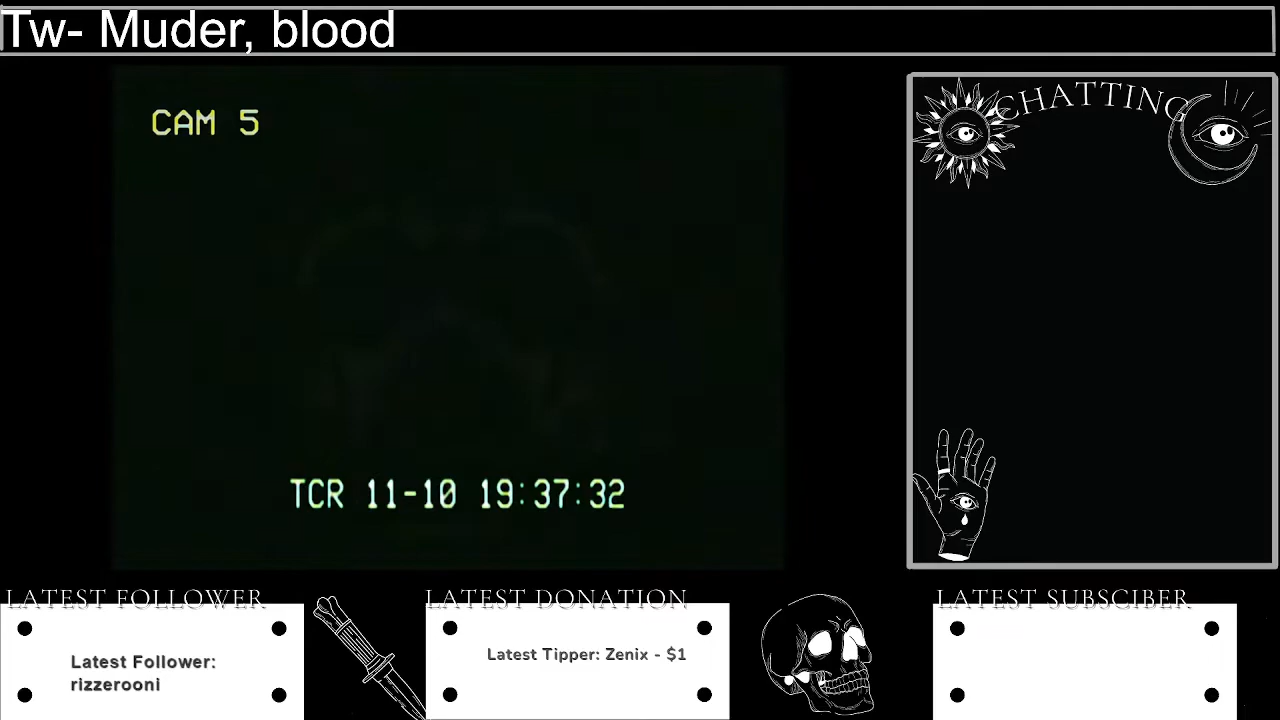 Tw- Muder, blood
CAM 5
CHATTING
TCR 11-10 19:37:32
LATEST FOLLOWER
LATEST DONATION
LATEST SUBSCIBER
Latest Follower:
rizzerooni
Latest Tipper: Zenix - $1